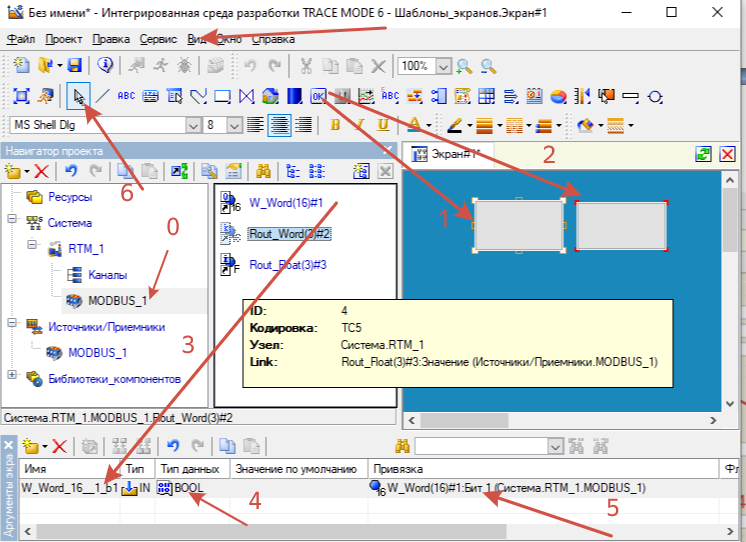 Без имени* - Интегрированная среда разработки TRACE MODE 6 - Шаблоны_экранов.Экран#1
Файл Проект Правка Сервис Вид Окно Справка
100%
ABC
OK
ABC
MS Shell Dlg 8 B I U A
Навигатор проекта
Экран#1*
2
6
Ресурсы
Система
RTM_1
Каналы
MODBUS_1
Источники/Приемники
MODBUS_1
Библиотеки_компонентов
0
3
W_Word(16)#1
Rout_Word(3)#2
Rout_Float(3)#3
1
ID: 4
Кодировка: TC5
Узел: Система.RTM_1
Link: Rout_Float(3)#3:Значение (Источники/Приемники.MODBUS_1)
Система.RTM_1.MODBUS_1.Rout_Word(3)#2
Аргументы экра
Имя Тип Тип данных Значение по умолчанию Привязка Фл
W_Word_16__1_b1 IN BOOL W_Word(16)#1:Бит 1 (Система.RTM_1.MODBUS_1)
4
5